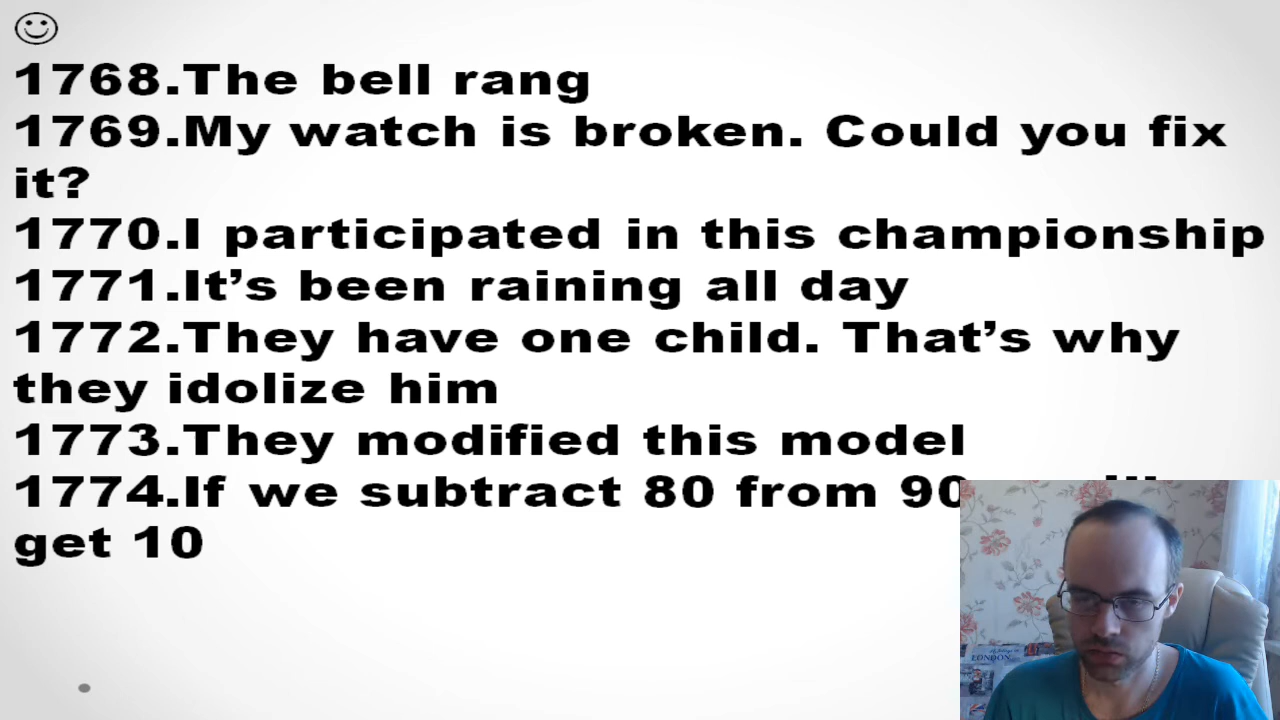 1768.The bell rang
1769.My watch is broken. Could you fix
it?
1770.I participated in this championship
1771.It’s been raining all day
1772.They have one child. That’s why
they idolize him
1773.They modified this model
1774.If we subtract 80 from 90
get 10
LONDON